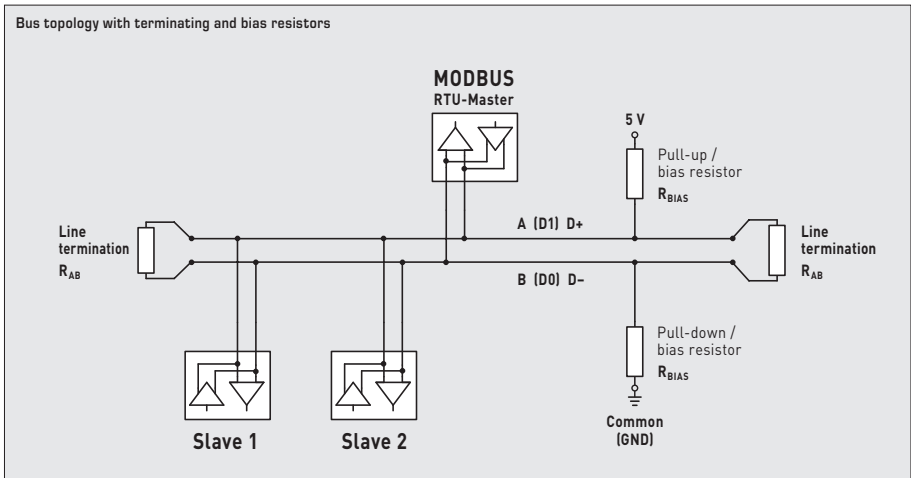 Bus topology with terminating and bias resistors
MODBUS
RTU-Master
5 V
Pull-up /
bias resistor
RBIAS
A (D1) D+
Line
termination
RAB
Line
termination
RAB
B (D0) D−
Pull-down /
bias resistor
RBIAS
Slave 1
Slave 2
Common
(GND)